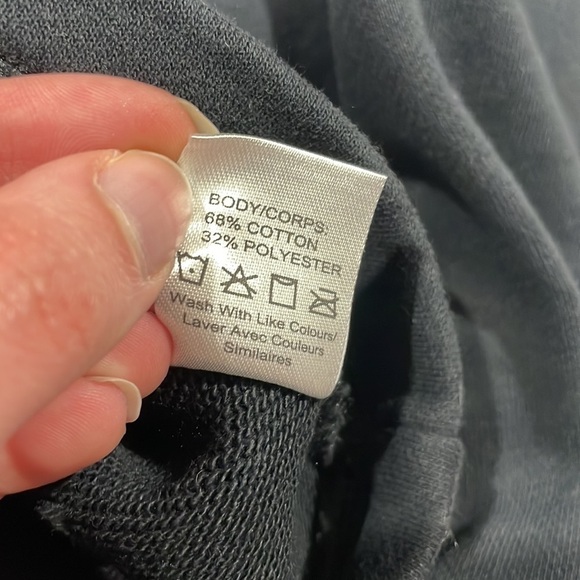 BODY/CORPS:
68% COTTON
32% POLYESTER
Wash With Like Colours/
Laver Avec Couleurs
Similaires